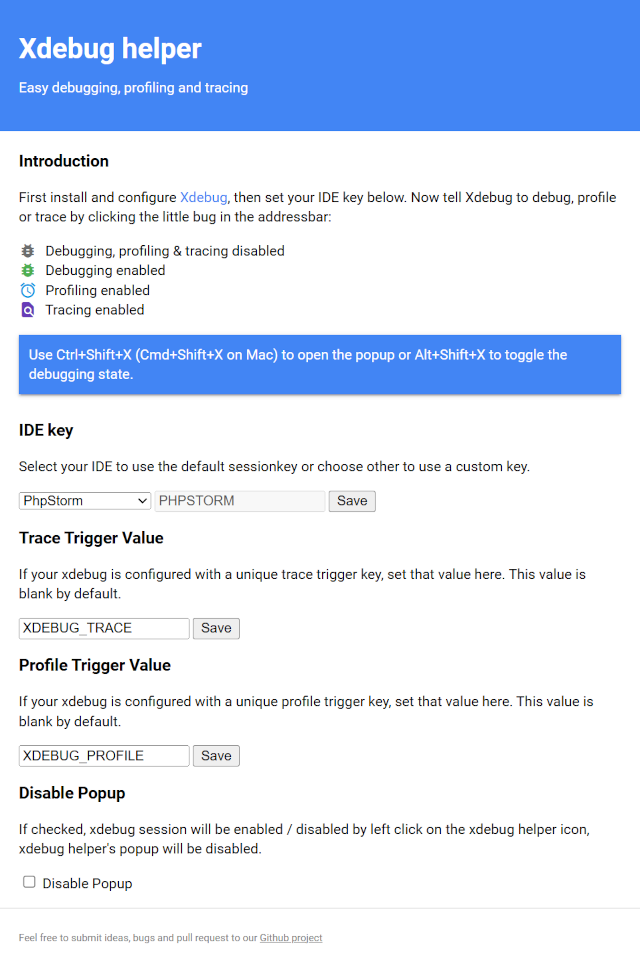 Xdebug helper
Easy debugging, profiling and tracing
Introduction
First install and configure Xdebug, then set your IDE key below. Now tell Xdebug to debug, profile
or trace by clicking the little bug in the addressbar:
Debugging, profiling & tracing disabled
Debugging enabled
Profiling enabled
Tracing enabled
Use Ctrl+Shift+X (Cmd+Shift+X on Mac) to open the popup or Alt+Shift+X to toggle the
debugging state.
IDE key
Select your IDE to use the default sessionkey or choose other to use a custom key.
PhpStorm PHPSTORM Save
Trace Trigger Value
If your xdebug is configured with a unique trace trigger key, set that value here. This value is
blank by default.
XDEBUG_TRACE Save
Profile Trigger Value
If your xdebug is configured with a unique profile trigger key, set that value here. This value is
blank by default.
XDEBUG_PROFILE Save
Disable Popup
If checked, xdebug session will be enabled / disabled by left click on the xdebug helper icon,
xdebug helper's popup will be disabled.
Disable Popup
Feel free to submit ideas, bugs and pull request to our Github project